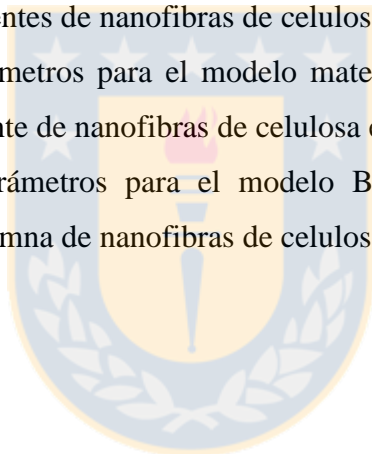 entes de nanofibras de celulos
metros para el modelo mate
nte de nanofibras de celulosa
rámetros para el modelo B
mna de nanofibras de celulos